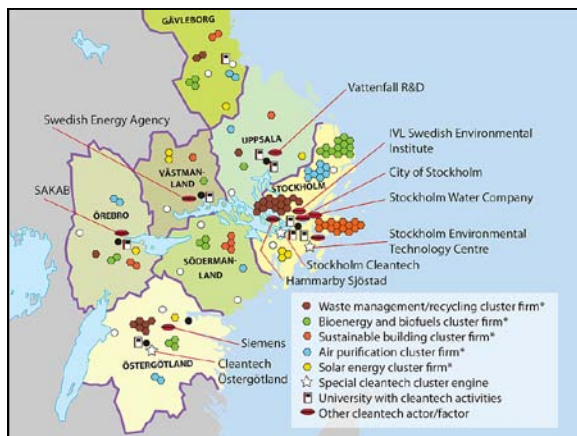 GÄVLEBORG
Vattenfall R&D
Swedish Energy Agency
UPPSALA
IVL Swedish Environmental
Institute
VÄSTMAN-
LAND
STOCKHOLM
City of Stockholm
SAKAB
ÖREBRO
Stockholm Water Company
SÖDERMAN-
LAND
Stockholm Environmental
Technology Centre
Stockholm Cleantech
Hammarby Sjöstad
ÖSTERGÖTLAND
Siemens
Cleantech
Östergötland
Waste management/recycling cluster firm*
Bioenergy and biofuels cluster firm*
Sustainable building cluster firm*
Air purification cluster firm*
Solar energy cluster firm*
Special cleantech cluster engine
University with cleantech activities
Other cleantech actor/factor